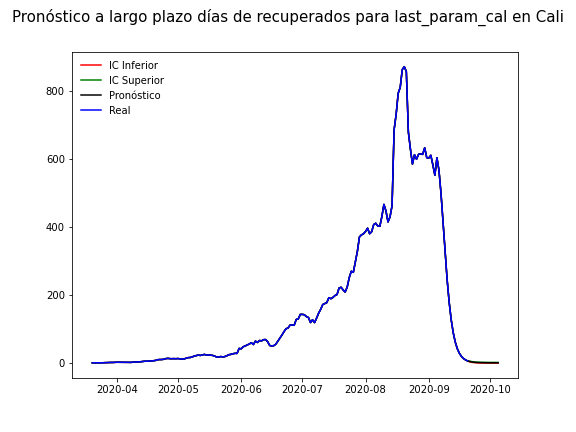 Pronóstico a largo plazo días de recuperados para last_param_cal en Cali
IC Inferior
IC Superior
Pronóstico
Real
800
600
400
200
0
2020-04 2020-05 2020-06 2020-07 2020-08 2020-09 2020-10